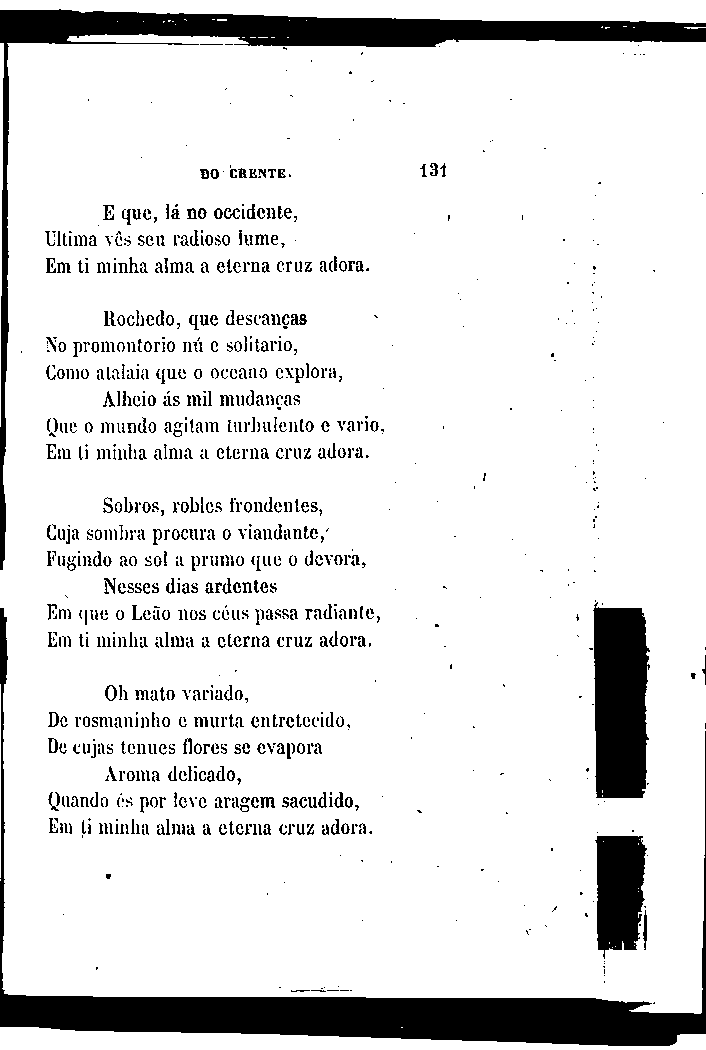 DO CRENTE. 131
E que, lá no occidente,
Ultima vês seu radioso lume,
Em ti minha alma a eterna cruz adora.
Rochedo, que descanças
No promontorio nú e solitario,
Como atalaia que o oceano explora,
Alheio ás mil mudanças
Que o mundo agitam turbulento e vario,
Em ti minha alma a eterna cruz adora.
Sobros, robles frondentes,
Cuja sombra procura o viandante,
Fugindo ao sol a prumo que o devora,
Nesses dias ardentes
Em que o Leão nos céus passa radiante,
Em ti minha alma a eterna cruz adora.
Oh mato variado,
De rosmaninho e murta entretecido,
De cujas tenues flores se evapora
Aroma delicado,
Quando és por leve aragem sacudido,
Em ti minha alma a eterna cruz adora.